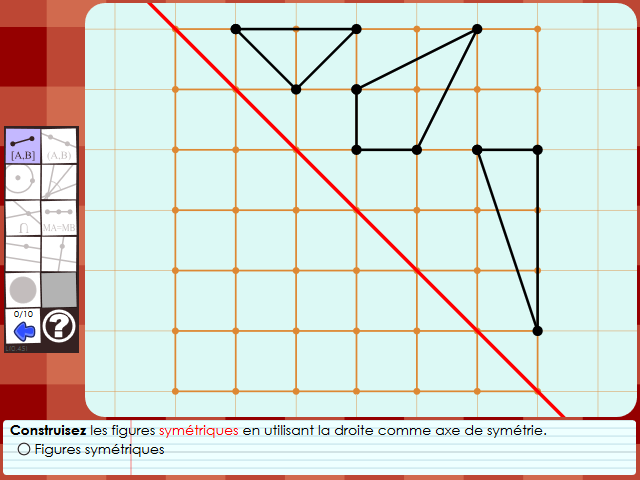 [A,B]
(A,B)
∩
MA=MB
0/10
?
Construisez les figures symétriques en utilisant la droite comme axe de symétrie.
Figures symétriques